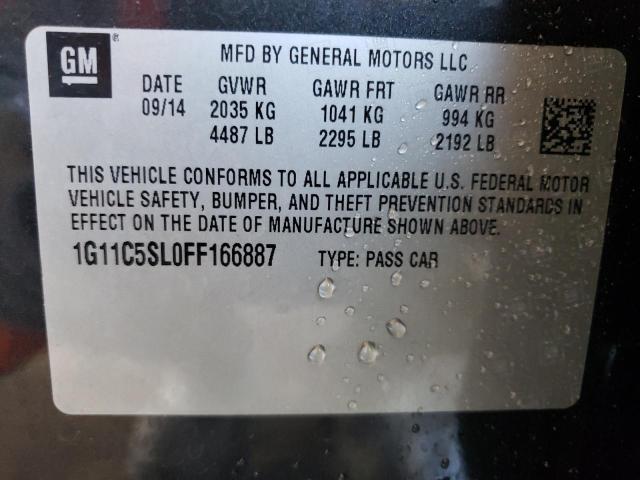 GM®
MFD BY GENERAL MOTORS LLC
DATE GVWR GAWR FRT GAWR RR
09/14 2035 KG 1041 KG 994 KG
4487 LB 2295 LB 2192 LB
THIS VEHICLE CONFORMS TO ALL APPLICABLE U.S. FEDERAL MOTOR
VEHICLE SAFETY, BUMPER, AND THEFT PREVENTION STANDARDS IN
EFFECT ON THE DATE OF MANUFACTURE SHOWN ABOVE.
1G11C5SL0FF166887 TYPE: PASS CAR